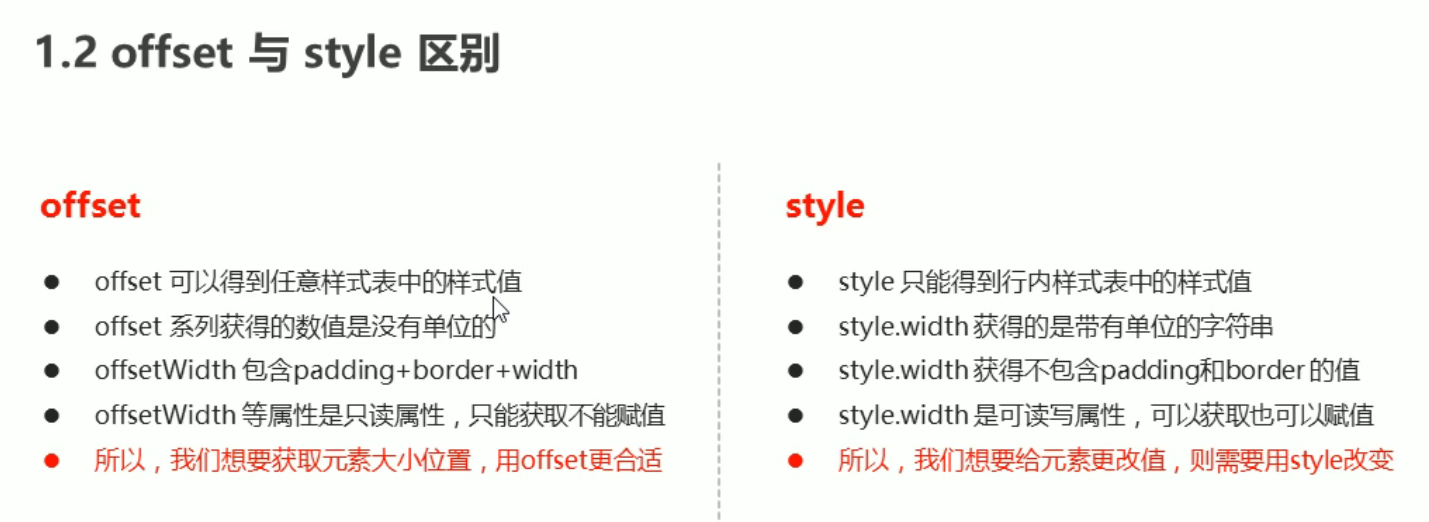 1.2 offset 与 style 区别
offset
● offset 可以得到任意样式表中的样式值
● offset 系列获得的数值是没有单位的
● offsetWidth 包含padding+border+width
● offsetWidth 等属性是只读属性，只能获取不能赋值
● 所以，我们想要获取元素大小位置，用offset更合适
style
● style 只能得到行内样式表中的样式值
● style.width 获得的是带有单位的字符串
● style.width 获得不包含padding和border 的值
● style.width 是可读写属性，可以获取也可以赋值
● 所以，我们想要给元素更改值，则需要用style改变